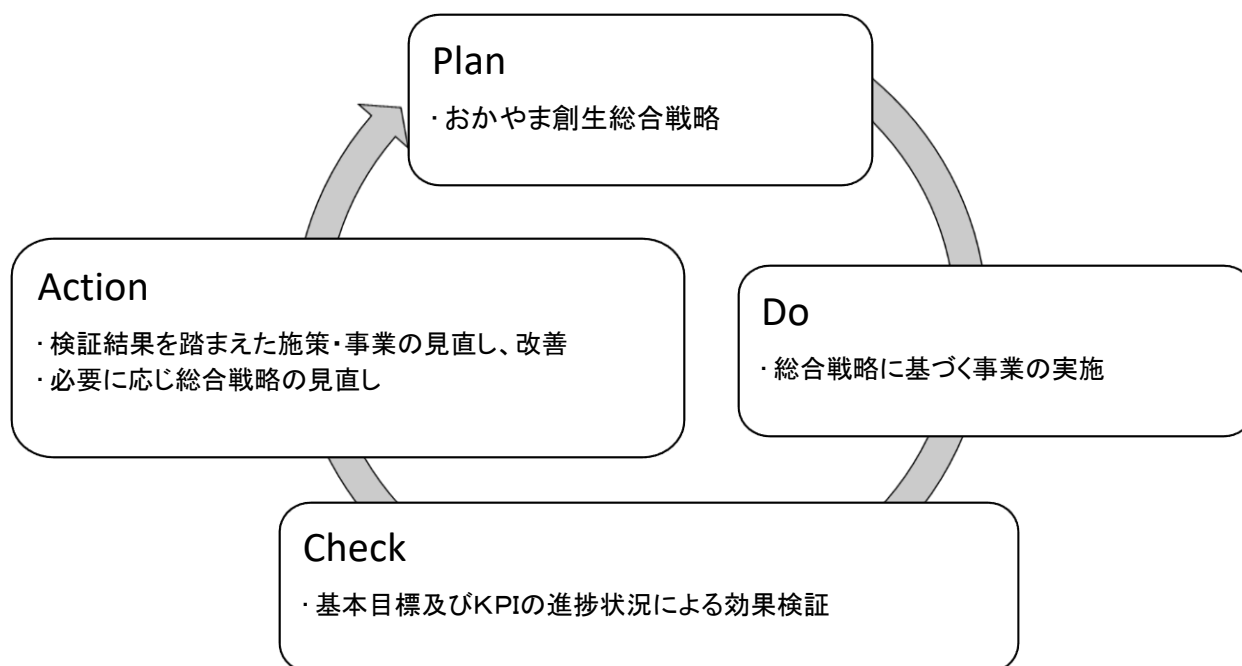 Plan
・おかやま創生総合戦略
Action
・検証結果を踏まえた施策・事業の見直し、改善
・必要に応じ総合戦略の見直し
Do
・総合戦略に基づく事業の実施
Check
・基本目標及びKPIの進捗状況による効果検証